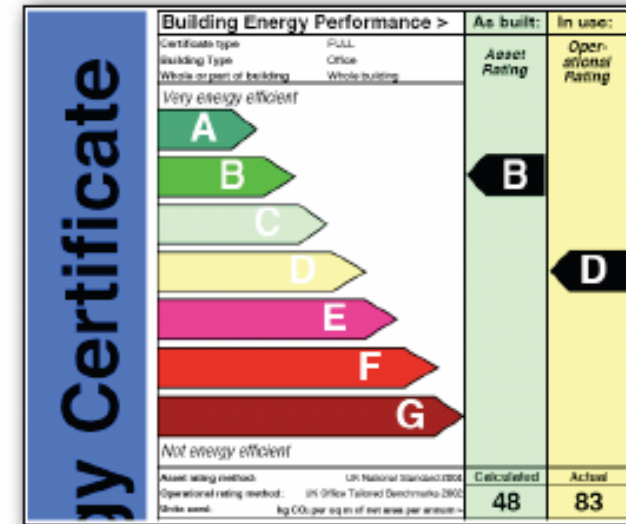 gy Certificate
Building Energy Performance >
Certificate type FULL
Building Type Office
Whole or part of building Whole building
Very energy efficient
A
B
C
D
E
F
G
Not energy efficient
Asset rating method: UK National Standard 2004
Operational rating method: UK Office Tailored Benchmarks 2002
Units used: kg CO₂ per sq m of net area per annum >
As built:
Asset
Rating
B
Calculated
48
In use:
Oper-
ational
Rating
D
Actual
83